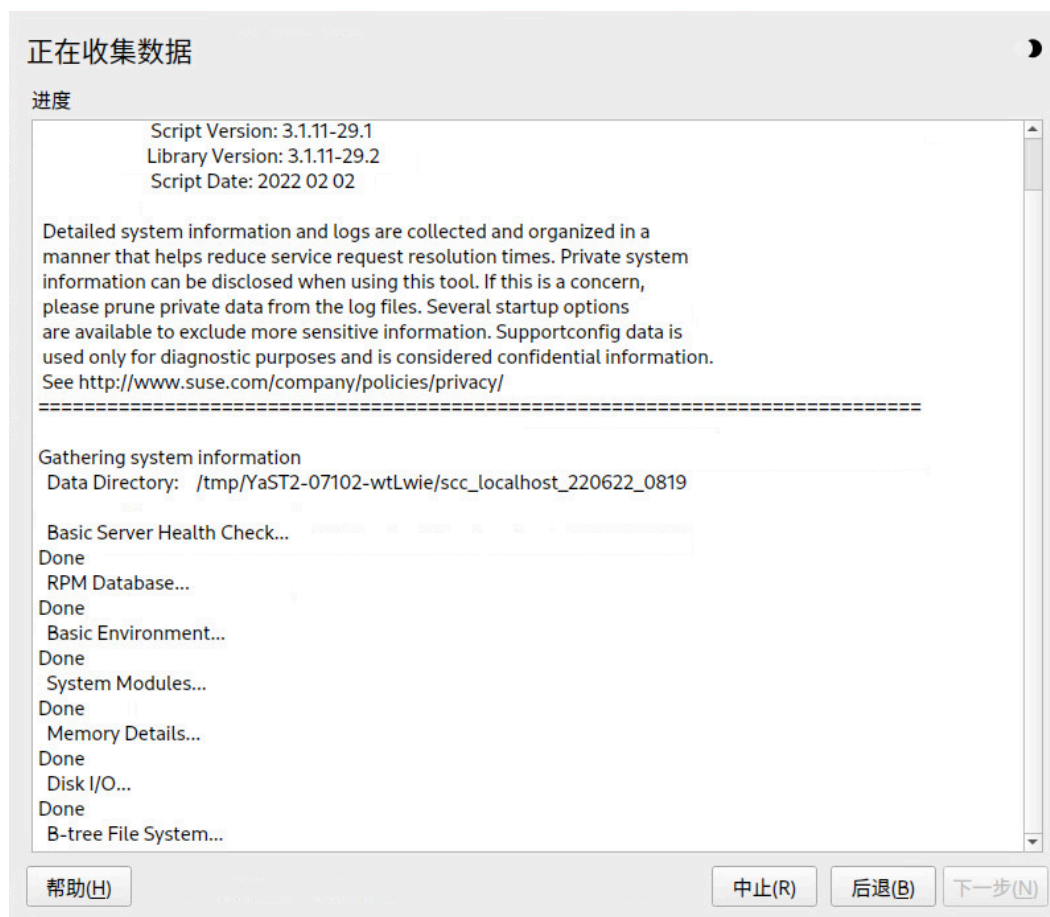 正在收集数据
进度
Script Version: 3.1.11-29.1
Library Version: 3.1.11-29.2
Script Date: 2022 02 02
Detailed system information and logs are collected and organized in a
manner that helps reduce service request resolution times. Private system
information can be disclosed when using this tool. If this is a concern,
please prune private data from the log files. Several startup options
are available to exclude more sensitive information. Supportconfig data is
used only for diagnostic purposes and is considered confidential information.
See http://www.suse.com/company/policies/privacy/
=============================================================================
Gathering system information
Data Directory: /tmp/YaST2-07102-wtLwie/scc_localhost_220622_0819
Basic Server Health Check...
Done
RPM Database...
Done
Basic Environment...
Done
System Modules...
Done
Memory Details...
Done
Disk I/O...
Done
B-tree File System...
帮助(H) 中止(R) 后退(B) 下一步(N)